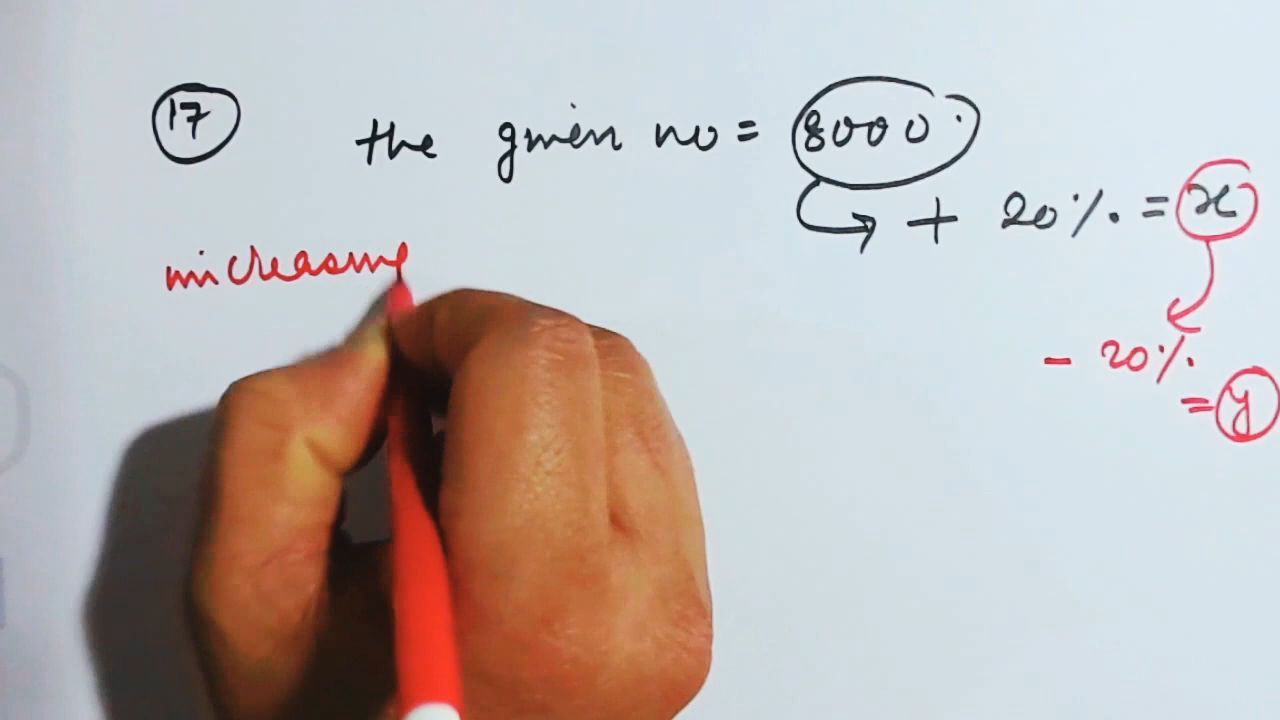 17 the given no = 8000
+ 20% = x
increasing
- 20%
= y